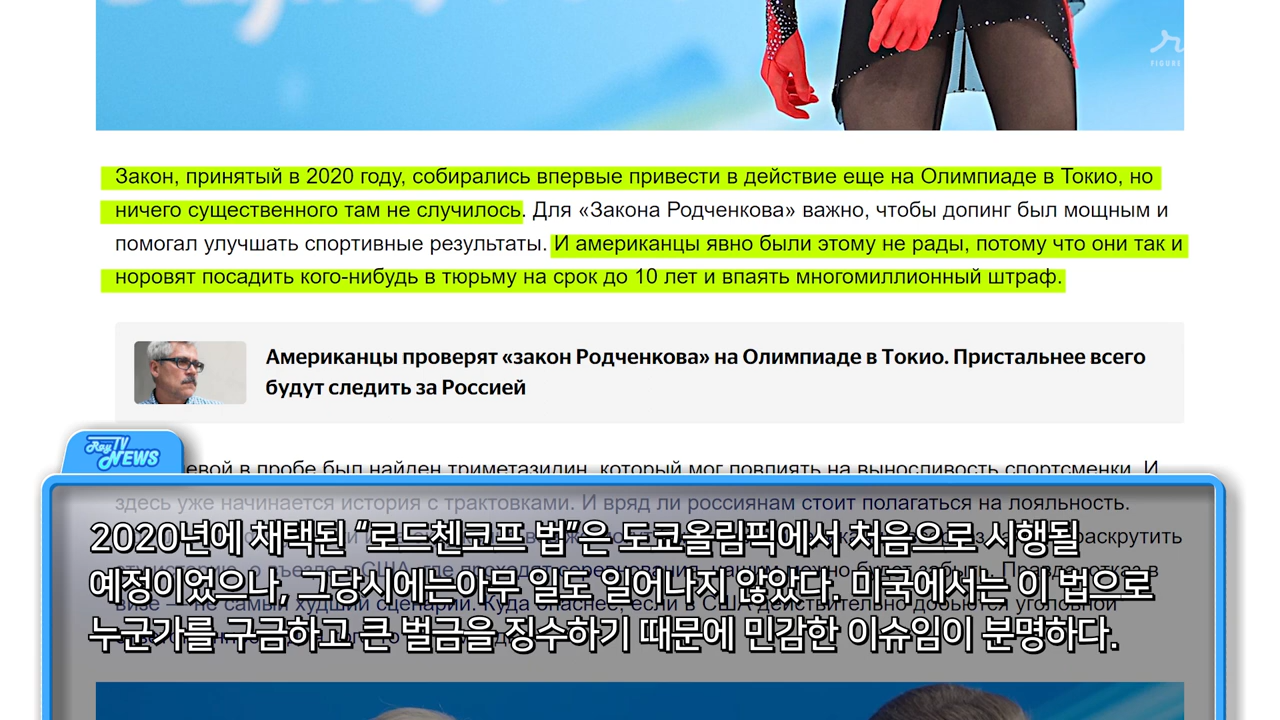 FIGURE
Закон, принятый в 2020 году, собирались впервые привести в действие еще на Олимпиаде в Токио, но
ничего существенного там не случилось. Для «Закона Родченкова» важно, чтобы допинг был мощным и
помогал улучшать спортивные результаты. И американцы явно были этому не рады, потому что они так и
норовят посадить кого-нибудь в тюрьму на срок до 10 лет и впаять многомиллионный штраф.
Американцы проверят «закон Родченкова» на Олимпиаде в Токио. Пристальнее всего
будут следить за Россией
RayTV
NEWS
в пробе был найден триметазидин, который мог повлиять на выносливость спортсменки. И
здесь уже начинается история с трактовками. И вряд ли россиянам стоит полагаться на лояльность.
раскрутить
2020년에 채택된 “로드첸코프 법”은 도쿄올림픽에서 처음으로 시행될
예정이었으나, 그당시에는아무 일도 일어나지 않았다. 미국에서는 이 법으로
누군가를 구금하고 큰 벌금을 징수하기 때문에 민감한 이슈임이 분명하다.